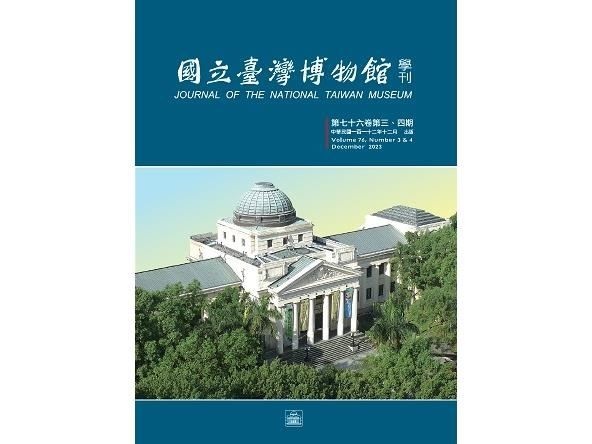 國立臺灣博物館學刊
JOURNAL OF THE NATIONAL TAIWAN MUSEUM
第七十六卷第三、四期
中華民國一百一十二年十二月 出版
Volume 76, Number 3 & 4
December 2023